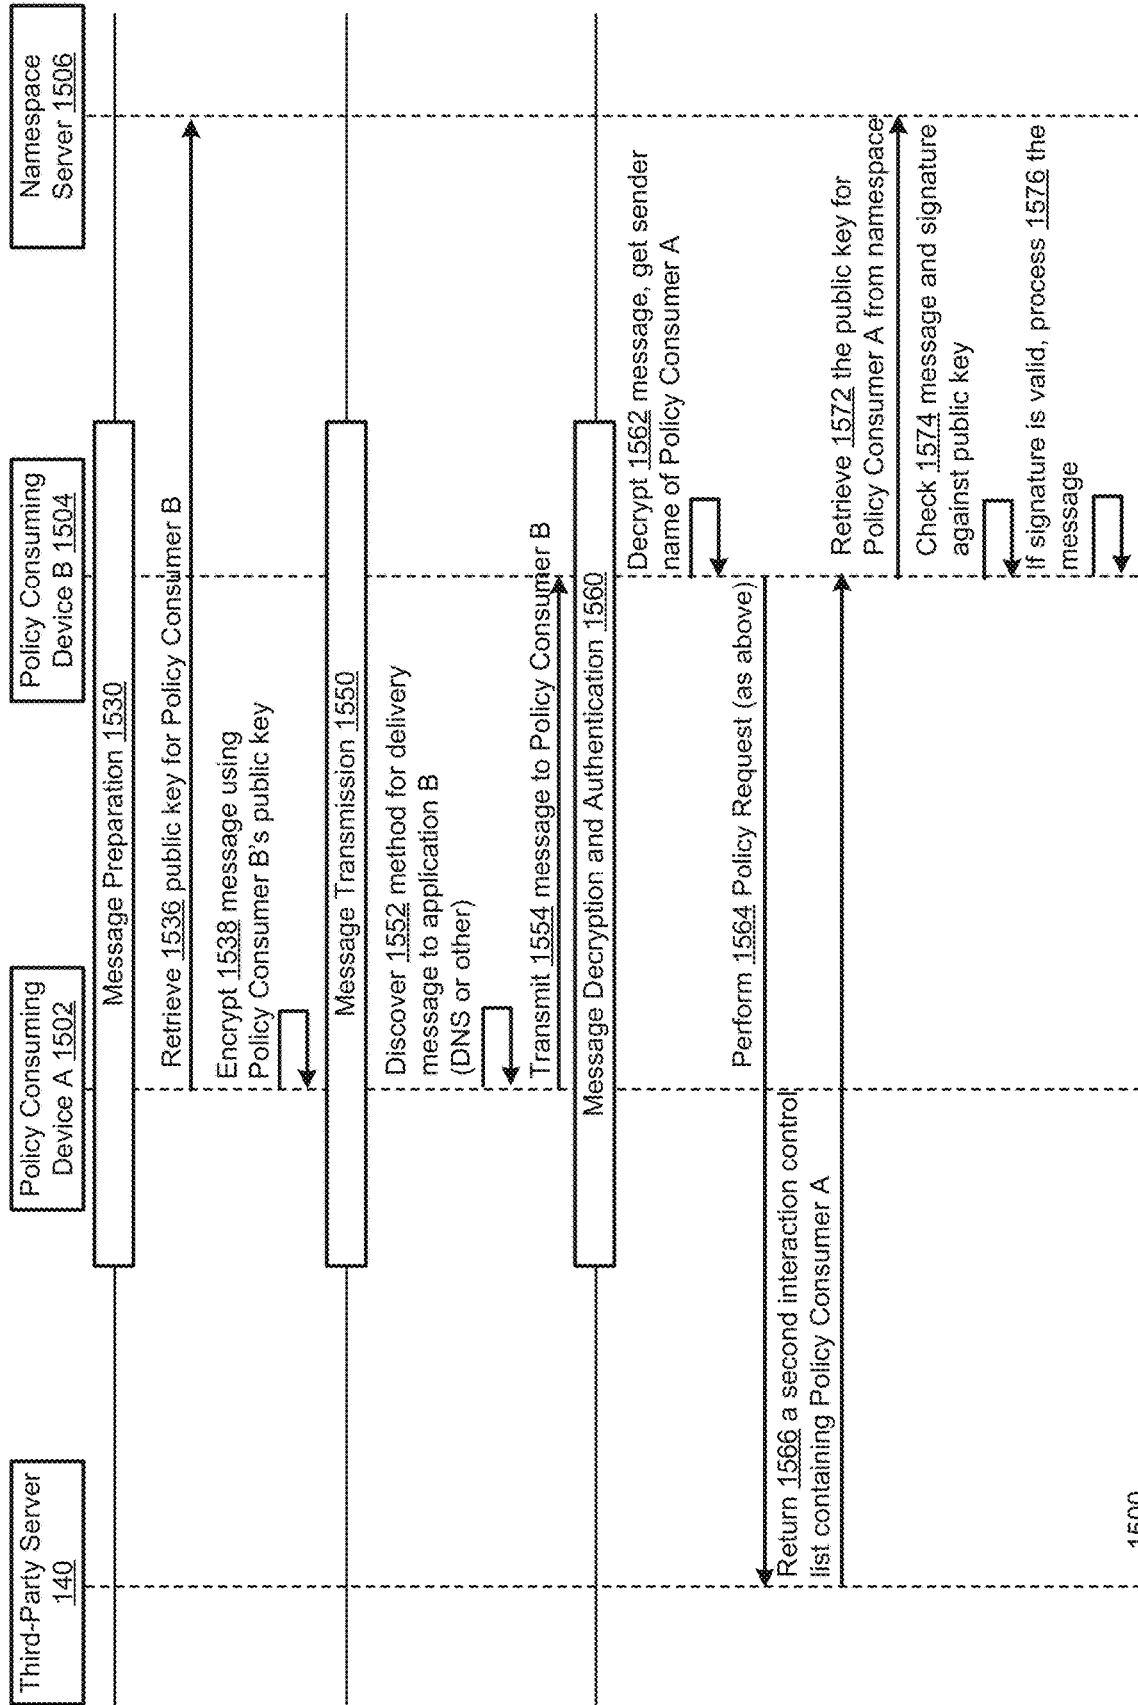 Third-Party Server
140
Policy Consuming
Device A 1502
Policy Consuming
Device B 1504
Namespace
Server 1506
Message Preparation 1530
Retrieve 1536 public key for Policy Consumer B
Encrypt 1538 message using
Policy Consumer B's public key
Message Transmission 1550
Discover 1552 method for delivery
message to application B
(DNS or other)
Transmit 1554 message to Policy Consumer B
Message Decryption and Authentication 1560
Decrypt 1562 message, get sender
name of Policy Consumer A
Perform 1564 Policy Request (as above)
Return 1566 a second interaction control
list containing Policy Consumer A
Retrieve 1572 the public key for
Policy Consumer A from namespace
Check 1574 message and signature
against public key
If signature is valid, process 1576 the
message
1500